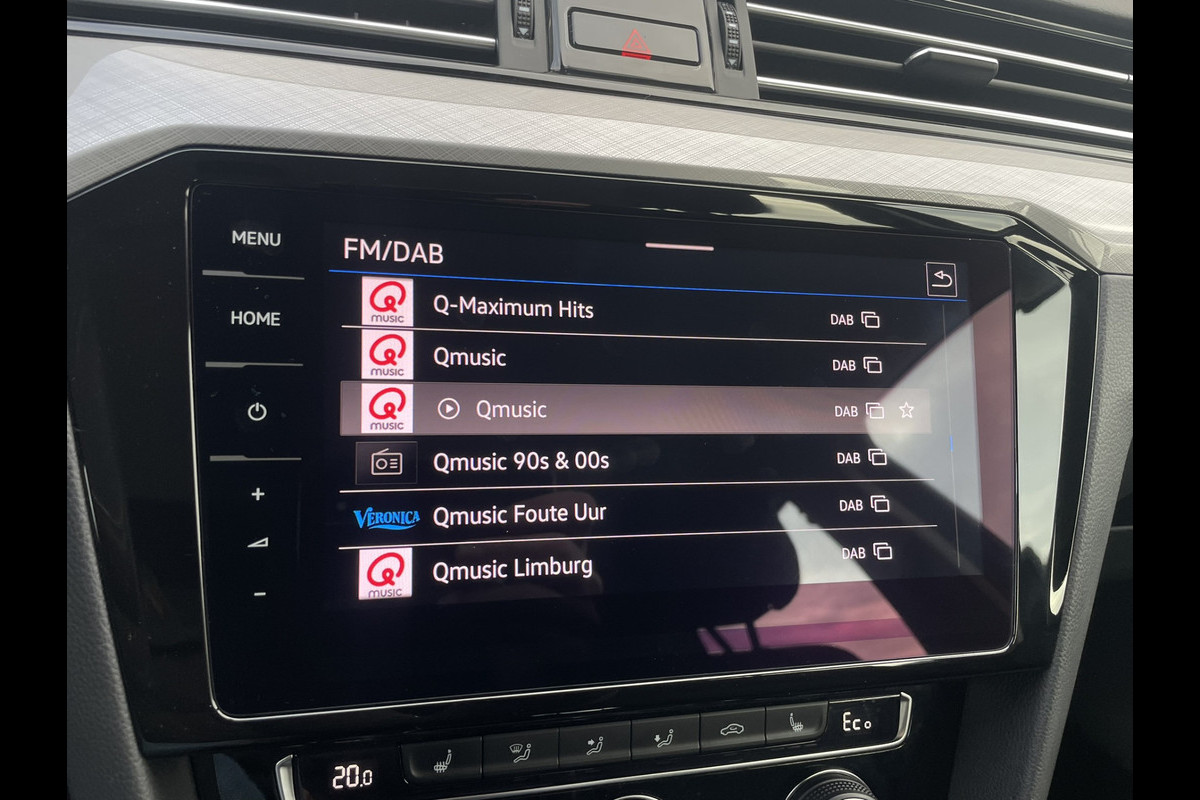 MENU
HOME
FM/DAB
MUSIC
Q-Maximum Hits
DAB
MUSIC
Qmusic
DAB
MUSIC
Qmusic
DAB
Qmusic 90s & 00s
DAB
VERONICA
Qmusic Foute Uur
DAB
MUSIC
Qmusic Limburg
DAB
20.0
Eco